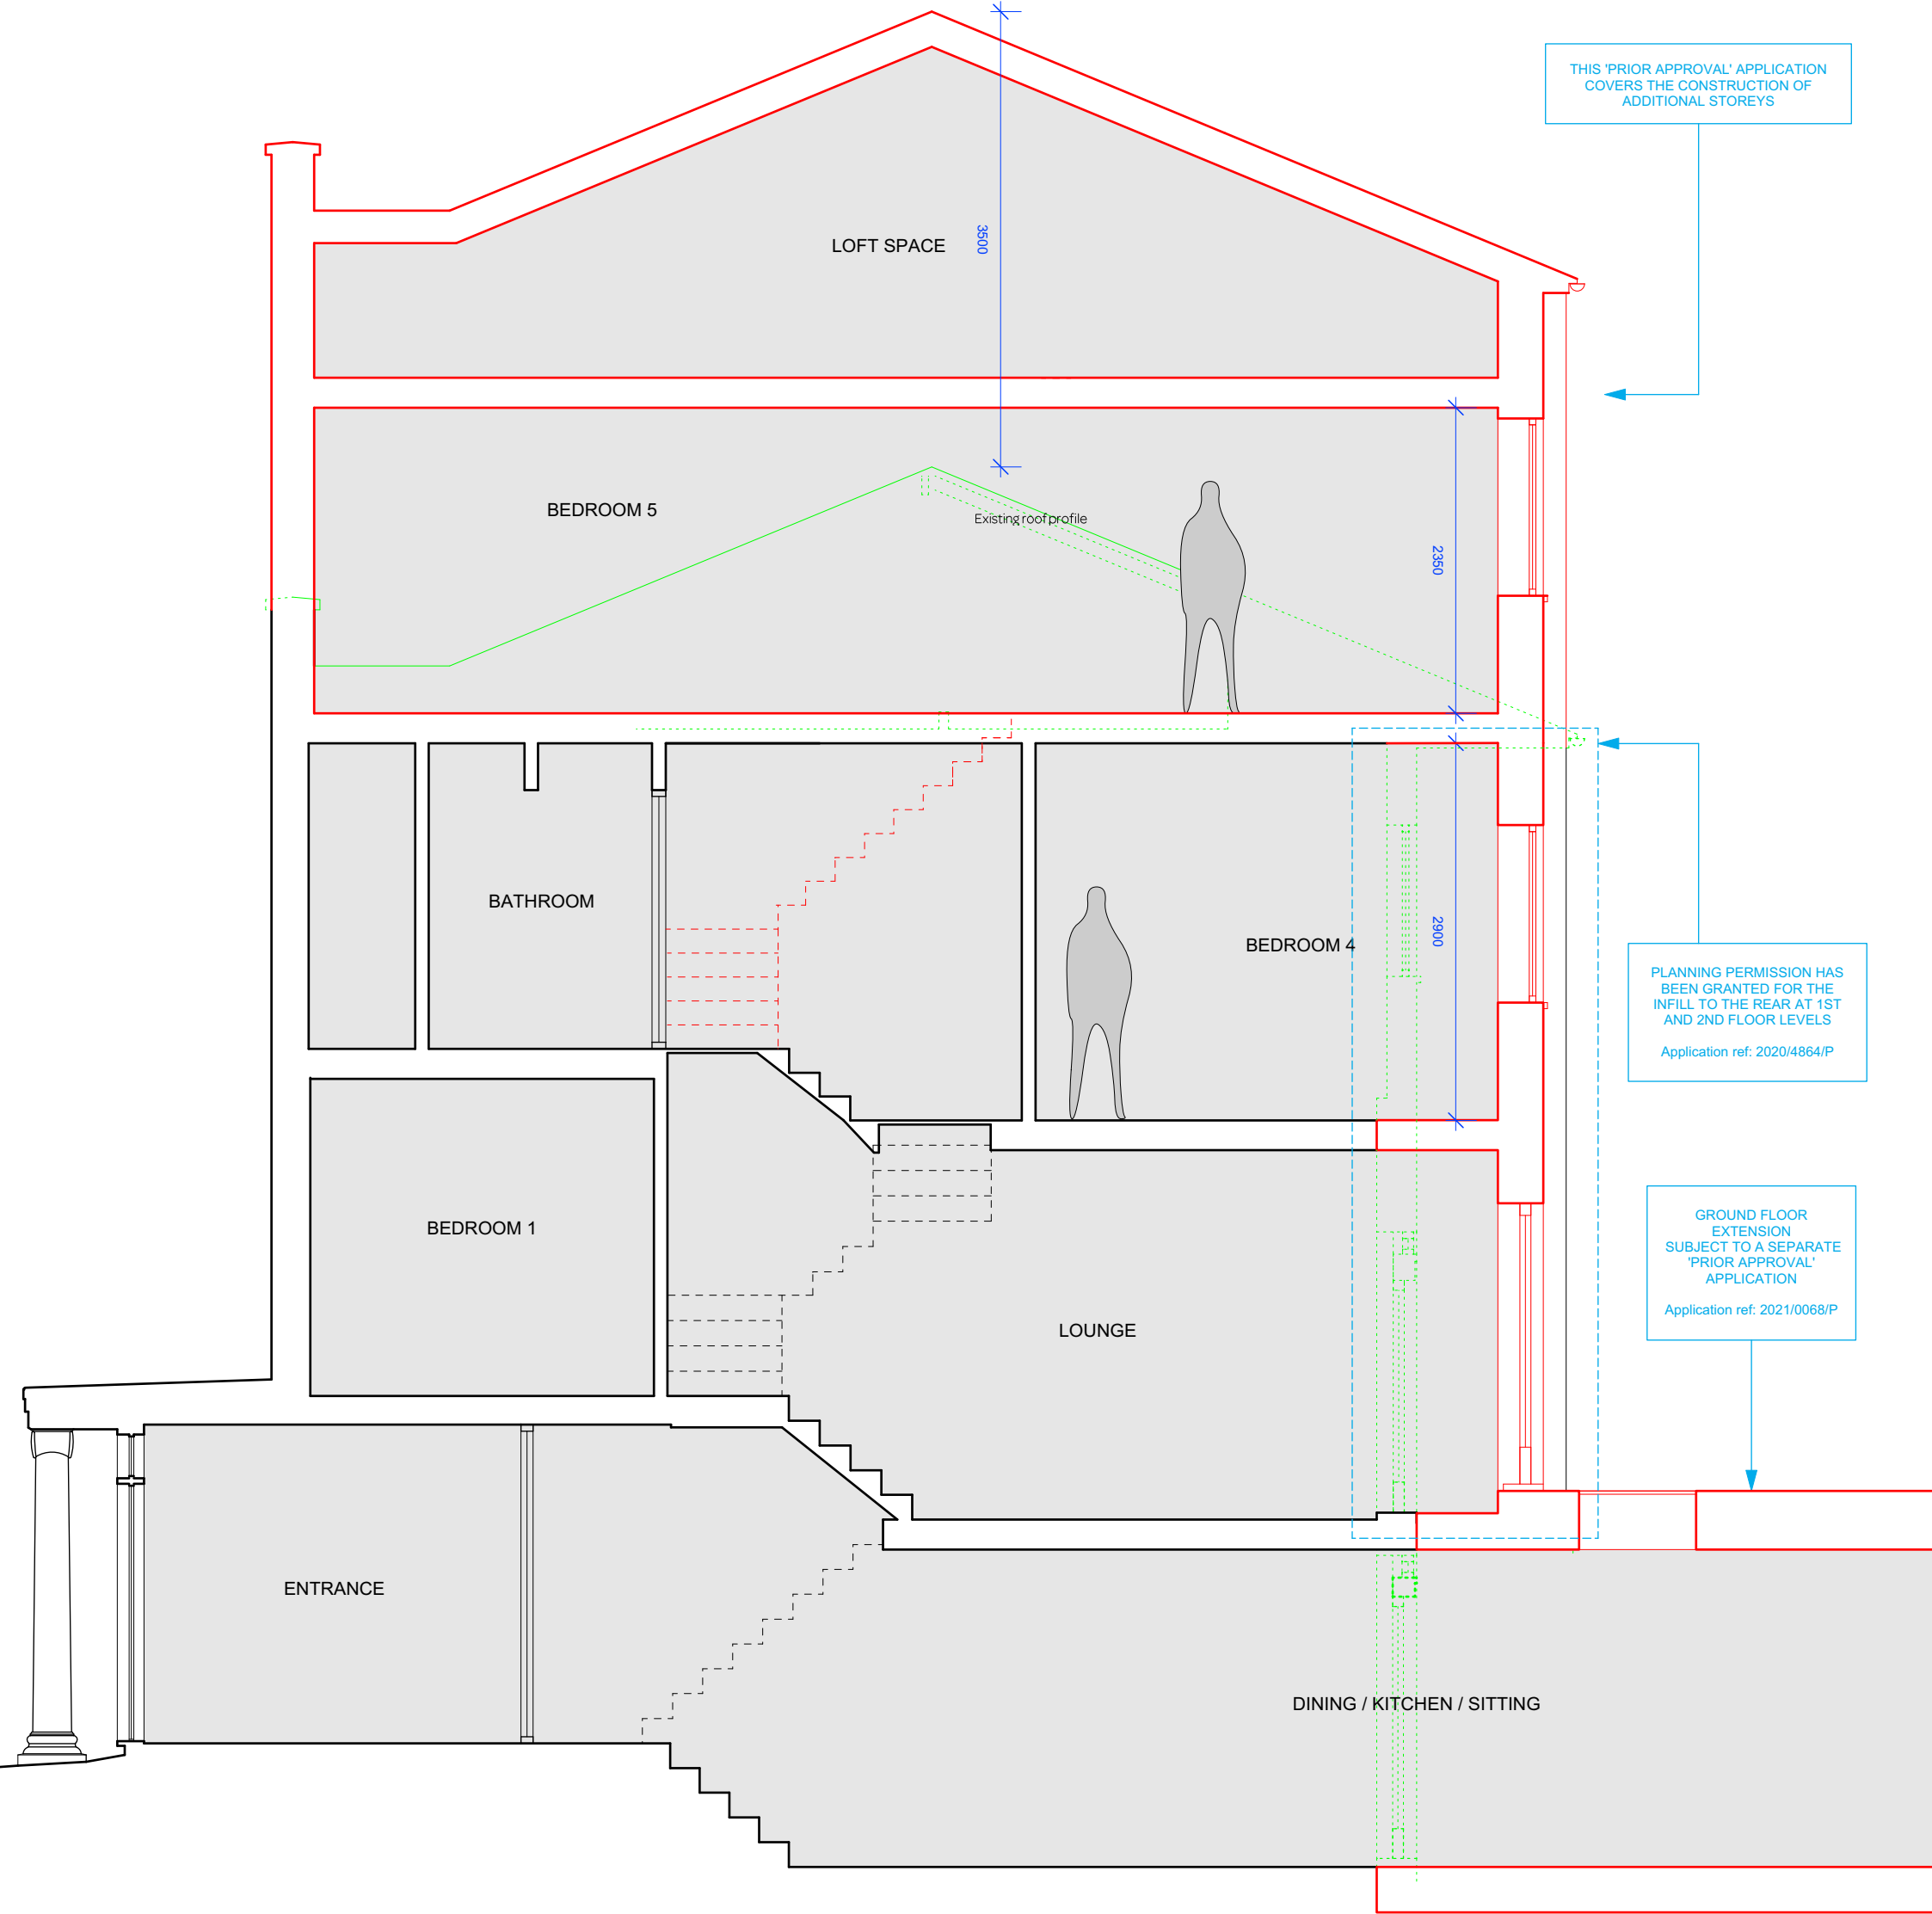 THIS 'PRIOR APPROVAL' APPLICATION
COVERS THE CONSTRUCTION OF
ADDITIONAL STOREYS
3500
LOFT SPACE
BEDROOM 5
Existing roof profile
2350
BATHROOM
BEDROOM 4
2900
PLANNING PERMISSION HAS
BEEN GRANTED FOR THE
INFILL TO THE REAR AT 1ST
AND 2ND FLOOR LEVELS
Application ref: 2020/4864/P
BEDROOM 1
LOUNGE
GROUND FLOOR
EXTENSION
SUBJECT TO A SEPARATE
'PRIOR APPROVAL'
APPLICATION
Application ref: 2021/0068/P
ENTRANCE
DINING / KITCHEN / SITTING